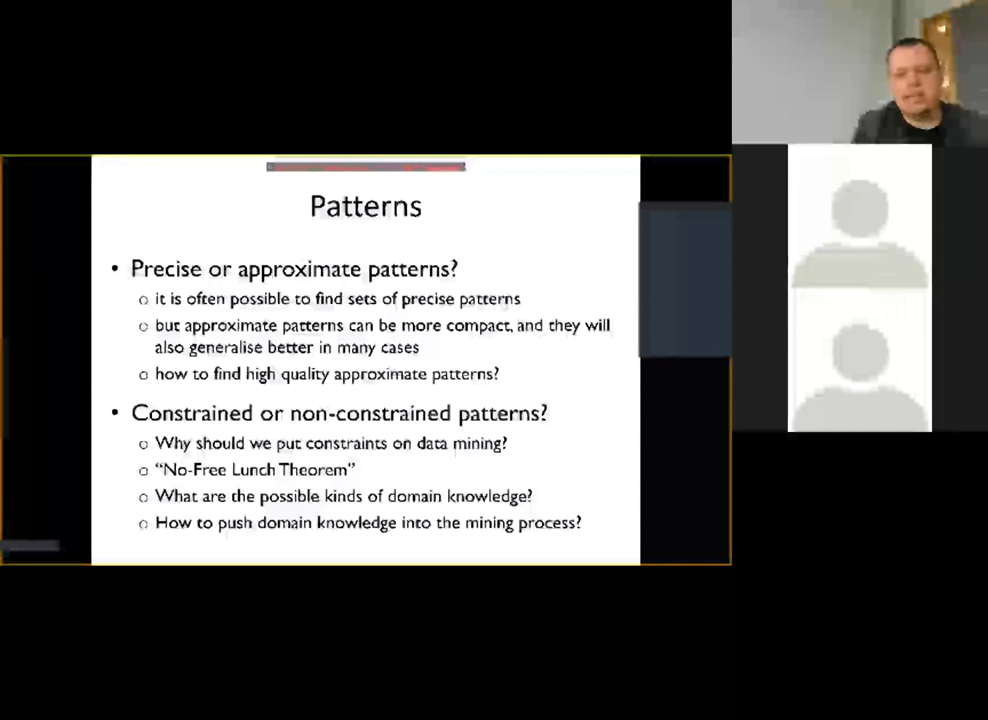 Patterns
• Precise or approximate patterns?
o it is often possible to find sets of precise patterns
o but approximate patterns can be more compact, and they will
also generalise better in many cases
o how to find high quality approximate patterns?
• Constrained or non-constrained patterns?
o Why should we put constraints on data mining?
o “No-Free Lunch Theorem”
o What are the possible kinds of domain knowledge?
o How to push domain knowledge into the mining process?